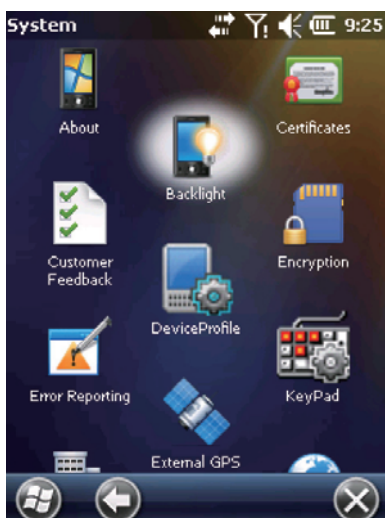 System 9:25
About
Certificates
Backlight
Customer
Feedback
Encryption
DeviceProfile
Error Reporting
KeyPad
External GPS